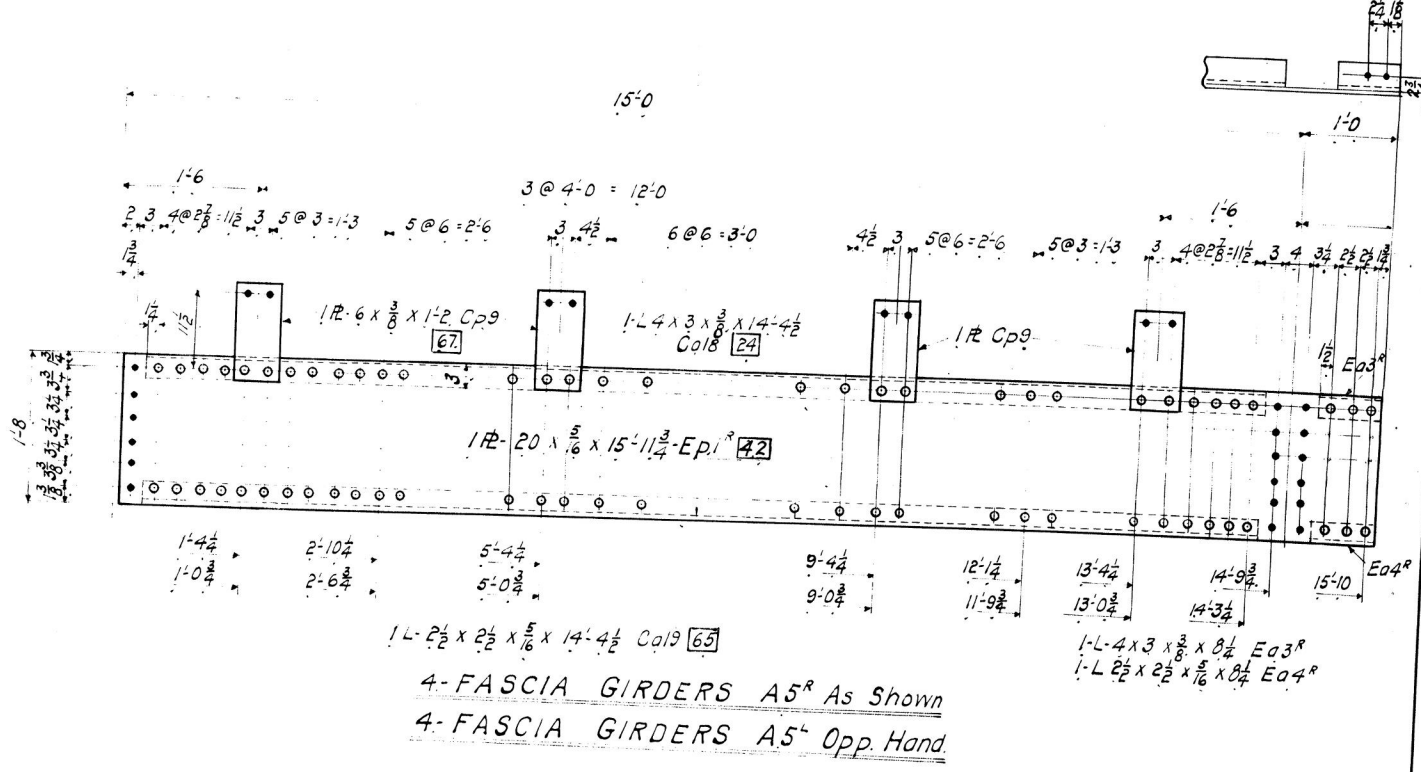 2¼ 1⅛
2¾
15'-0
1'-0
1'-6
3 @ 4'-0 = 12'-0
1'-6
2 3 4@2⅞=11½ 3 5@3=1'-3 5@6=2'-6 3 4½ 6@6=3'-0 4½ 3 5@6=2'-6 5@3=1'-3 3 4@2⅞=11½ 3 4 3¼ 2½ 2½ 1¾
1¾
1¼ 11½
1 PL-6 x ⅜ x 1'-2 Cp9
67
1-L 4 x 3 x ⅜ x 14'-4½
Ca18 24
1 PL Cp9
1½
Ea3ᴿ
3
1'-8
1 PL-20 x 5/16 x 15'-11¾-Ep1ᴿ 42
1'-4¼ 2'-10¼ 5'-4¼ 9'-4¼ 12'-1¼ 13'-4¼ 14'-9¾ 15'-10 Ea4ᴿ
1'-0¾ 2'-6¾ 5'-0¾ 9'-0¾ 11'-9¾ 13'-0¾ 14'-3¼
1 L-2½ x 2½ x 5/16 x 14'-4½ Ca19 65
1-L-4 x 3 x ⅜ x 8¼ Ea3ᴿ
1-L 2½ x 2½ x 5/16 x 8¼ Ea4ᴿ
4-FASCIA GIRDERS A5ᴿ As Shown
4-FASCIA GIRDERS A5ᴸ Opp. Hand.